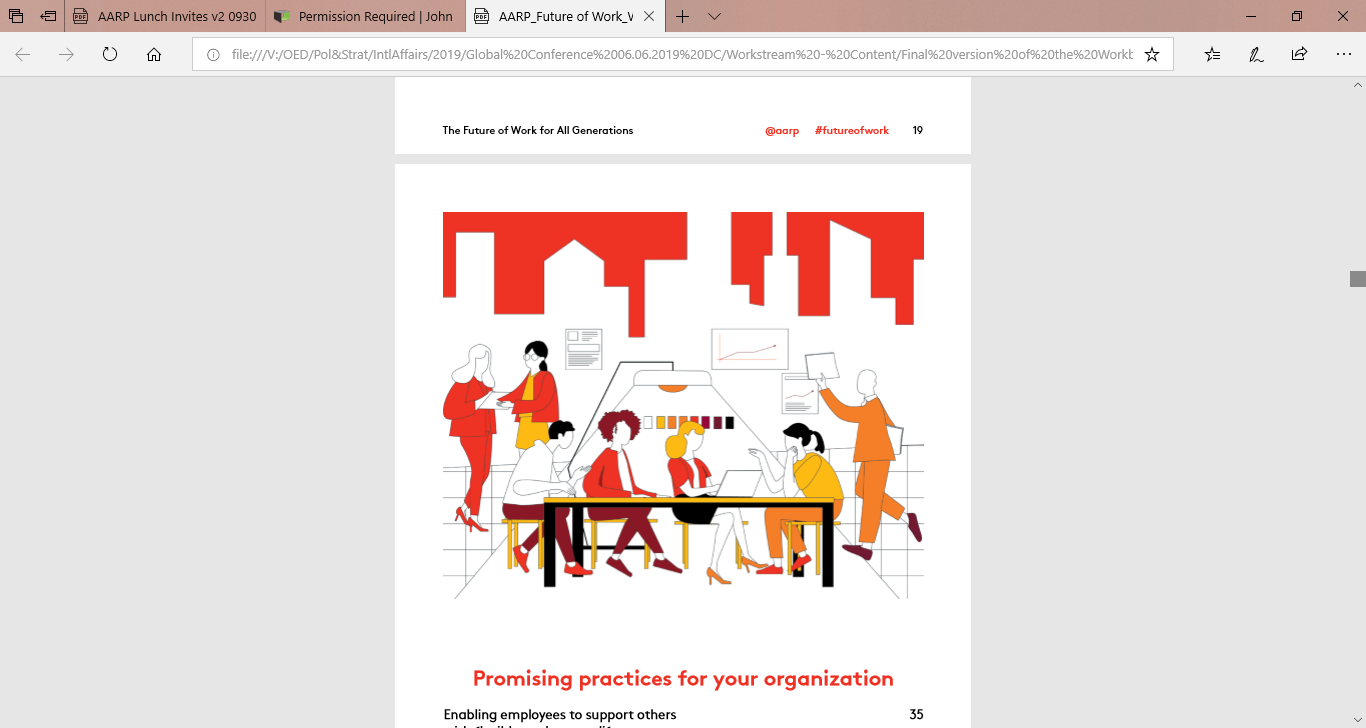 AARP Lunch Invites v2 0930
Permission Required | John
AARP_Future of Work_W
file:///V:/OED/Pol&Strat/IntlAffairs/2019/Global%20Conference%2006.06.2019%20DC/Workstream%20-%20Content/Final%20version%20of%20the%20Workb
The Future of Work for All Generations @aarp #futureofwork 19
Promising practices for your organization
Enabling employees to support others 35